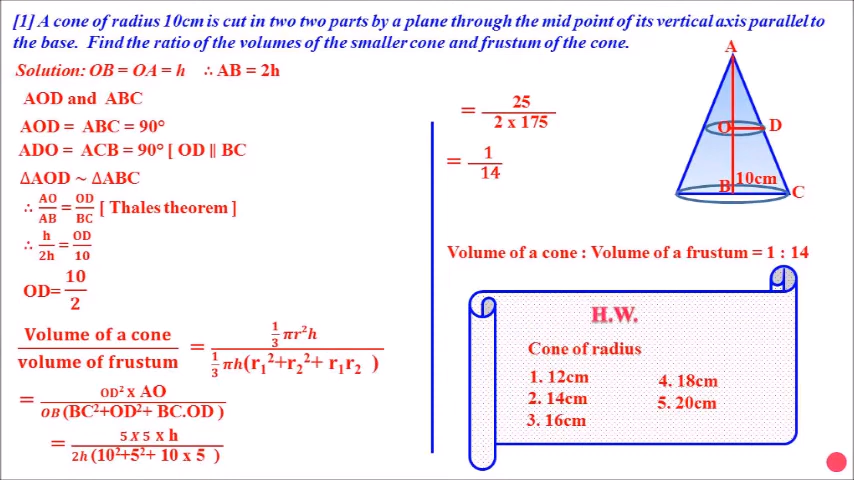 [1] A cone of radius 10cm is cut in two two parts by a plane through the mid point of its vertical axis parallel to
the base. Find the ratio of the volumes of the smaller cone and frustum of the cone.
Solution: OB = OA = h ∴ AB = 2h
AOD and ABC
AOD = ABC = 90°
ADO = ACB = 90° [ OD ∥ BC
∆AOD ~ ∆ABC
∴ AO/AB = OD/BC [ Thales theorem ]
∴ h/2h = OD/10
OD= 10/2
Volume of a cone / volume of frustum = 1/3 πr²h / 1/3 πh(r₁²+r₂²+ r₁r₂ )
= OD² x AO / OB (BC²+OD²+ BC.OD )
= 5 X 5 x h / 2h (10²+5²+ 10 x 5 )
= 25 / 2 x 175
= 1 / 14
A
O
D
B
10cm
C
Volume of a cone : Volume of a frustum = 1 : 14
H.W.
Cone of radius
1. 12cm
2. 14cm
3. 16cm
4. 18cm
5. 20cm